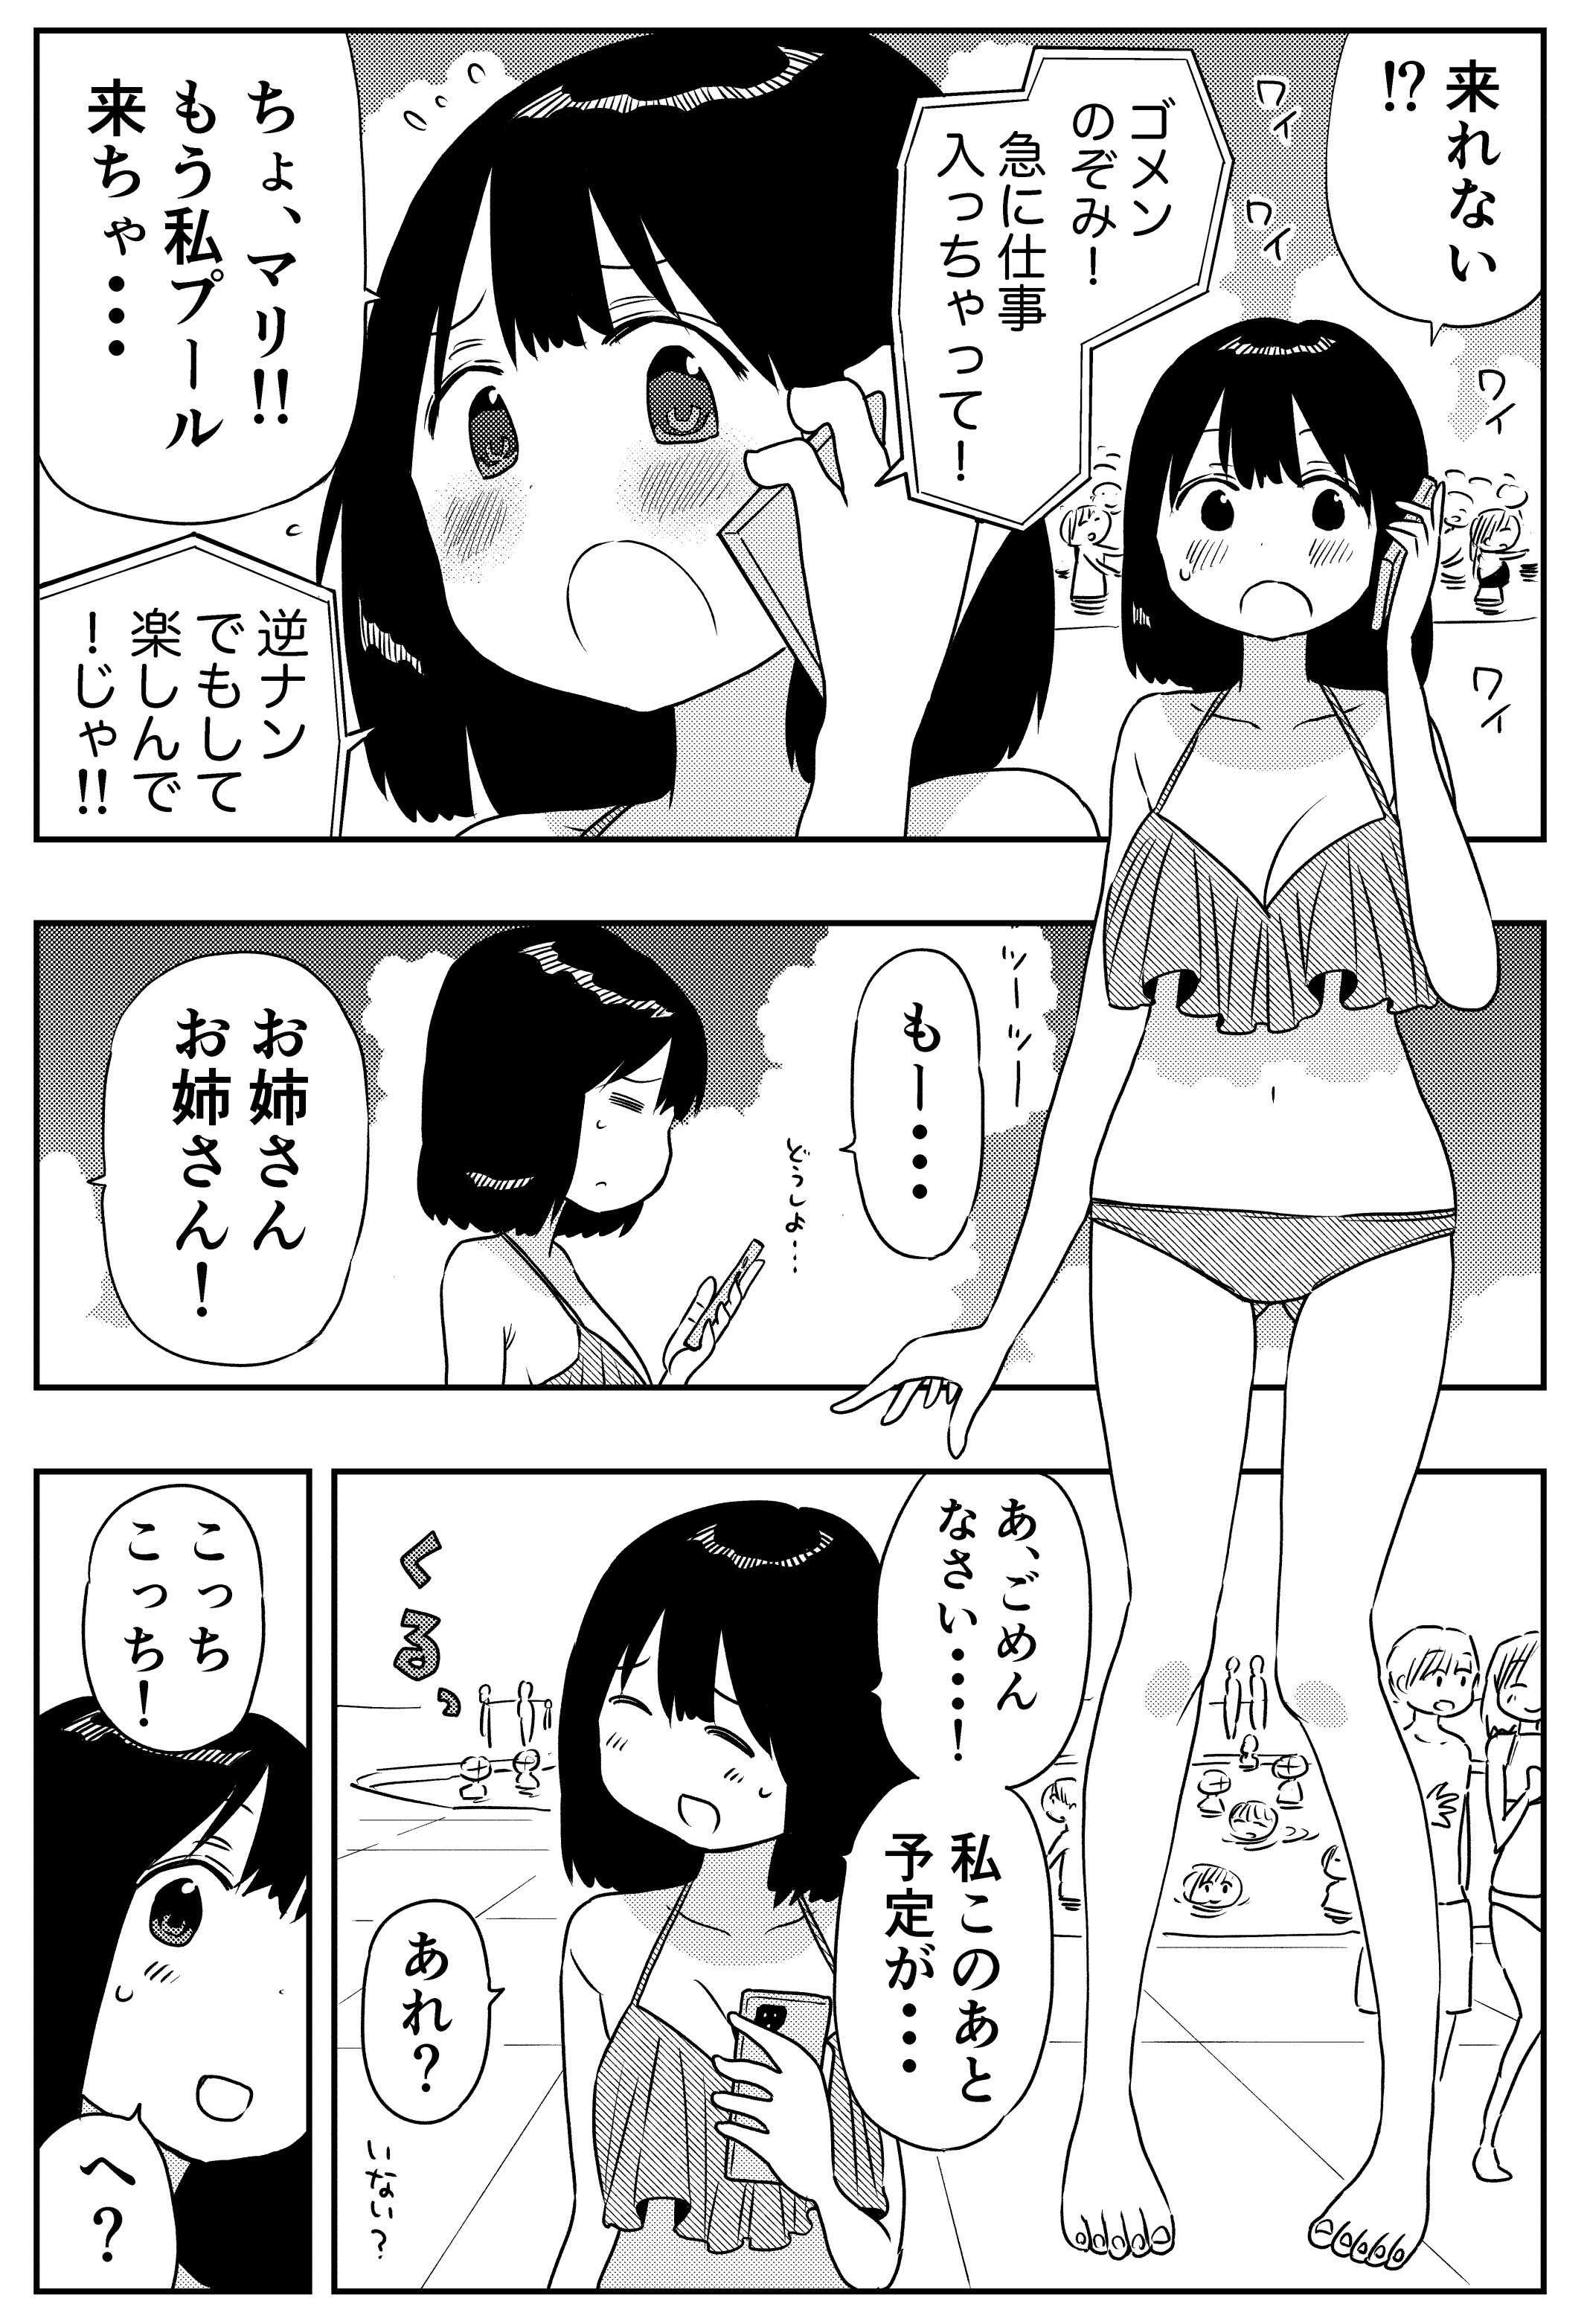 来れない
!?
ワイ
ワイ
ワイ
ワイ
ゴメン
のぞみ！
急に仕事
入っちゃって！
ちょ、マリ!!
もう私プール
来ちゃ・・・
逆ナン
でもして
楽しんで
！じゃ!!
ツーツー
もー・・・
どうしよ・・・
お姉さん
お姉さん！
あ、ごめん
なさい・・・！
私このあと
予定が・・・
くるっ
あれ？
いない？
こっち
こっち！
へ？